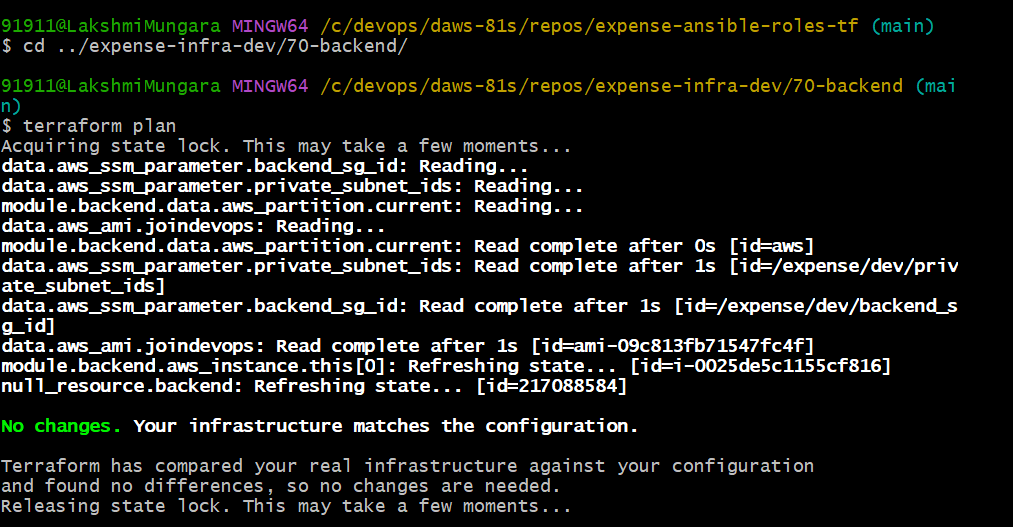 91911@LakshmiMungara MINGW64 /c/devops/daws-81s/repos/expense-ansible-roles-tf (main)
$ cd ../expense-infra-dev/70-backend/
91911@LakshmiMungara MINGW64 /c/devops/daws-81s/repos/expense-infra-dev/70-backend (mai
n)
$ terraform plan
Acquiring state lock. This may take a few moments...
data.aws_ssm_parameter.backend_sg_id: Reading...
data.aws_ssm_parameter.private_subnet_ids: Reading...
module.backend.data.aws_partition.current: Reading...
data.aws_ami.joindevops: Reading...
module.backend.data.aws_partition.current: Read complete after 0s [id=aws]
data.aws_ssm_parameter.private_subnet_ids: Read complete after 1s [id=/expense/dev/priv
ate_subnet_ids]
data.aws_ssm_parameter.backend_sg_id: Read complete after 1s [id=/expense/dev/backend_s
g_id]
data.aws_ami.joindevops: Read complete after 1s [id=ami-09c813fb71547fc4f]
module.backend.aws_instance.this[0]: Refreshing state... [id=i-0025de5c1155cf816]
null_resource.backend: Refreshing state... [id=217088584]
No changes. Your infrastructure matches the configuration.
Terraform has compared your real infrastructure against your configuration
and found no differences, so no changes are needed.
Releasing state lock. This may take a few moments...